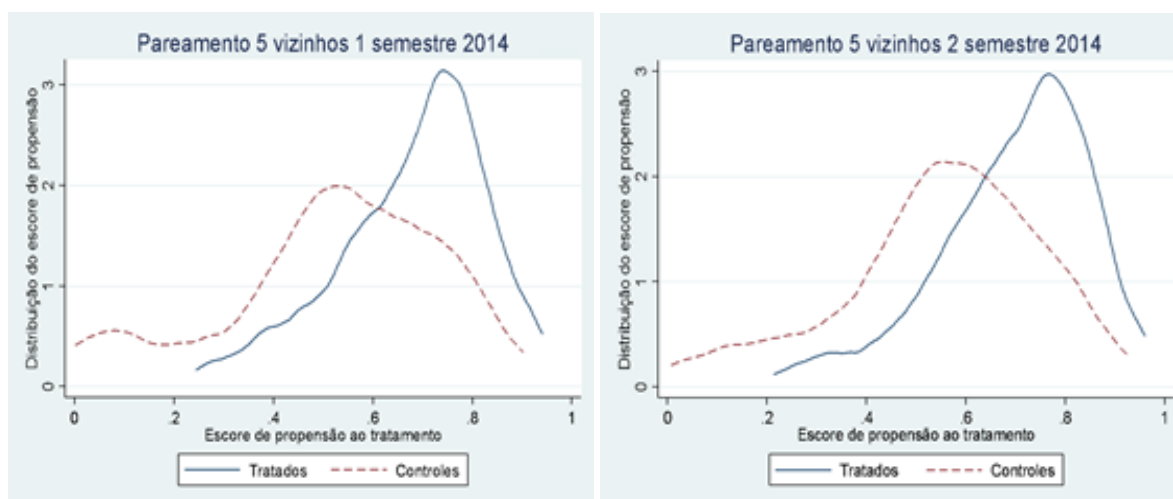 Pareamento 5 vizinhos 1 semestre 2014
Distribuição do escore de propensão
3
2
1
0
0 .2 .4 .6 .8 1
Escore de propensão ao tratamento
Tratados Controles
Pareamento 5 vizinhos 2 semestre 2014
Distribuição do escore de propensão
3
2
1
0
0 .2 .4 .6 .8 1
Escore de propensão ao tratamento
Tratados Controles